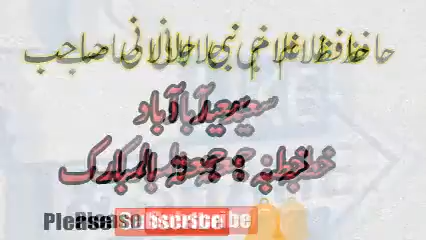 حافظ غلام نبی صاحب
سعید آباد
خطبہ : جمعۃ المبارک
Please Subscribe